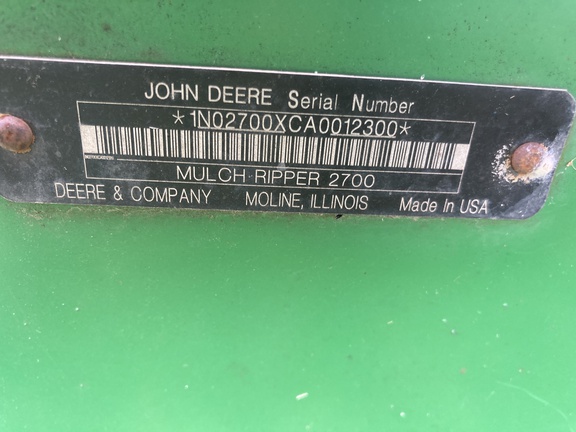 JOHN DEERE Serial Number
*1N02700XCA0012300*
MULCH RIPPER 2700
DEERE & COMPANY MOLINE, ILLINOIS Made In USA